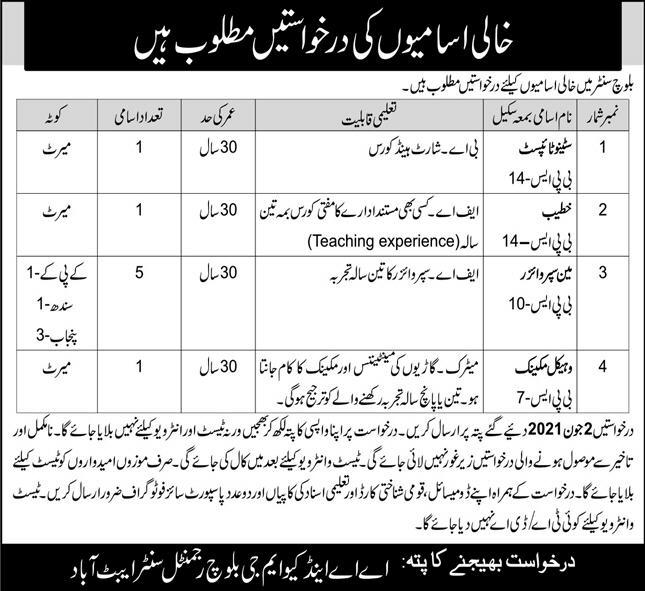 خالی اسامیوں کی درخواستیں مطلوب ہیں
بلوچ سنٹر میں خالی اسامیوں کیلئے درخواستیں مطلوب ہیں۔
نمبر شمار نام اسامی بمعہ سکیل تعلیمی قابلیت عمر کی حد تعداد اسامی کوٹہ
1 سٹینو ٹائپسٹ بی اے۔ شارٹ ہینڈ کورس 30 سال 1 میرٹ
بی پی ایس-14
2 خطیب ایف اے۔ کسی بھی مستند ادارے کا مفتی کورس بمہ تین 30 سال 1 میرٹ
بی پی ایس–14 سالہ (Teaching experience)
3 مین سپروائزر ایف اے۔ سپروائزر کا تین سالہ تجربہ 30 سال 5 کے پی کے-1
بی پی ایس-10 سندھ-1
پنجاب-3
4 وہیکل مکینک میٹرک۔ گاڑیوں کی مینٹیننس اور مکینک کا کام جانتا 30 سال 1 میرٹ
بی پی ایس-7 ہو۔ تین یا پانچ سالہ تجربہ رکھنے والے کو ترجیح ہوگی۔
درخواستیں 2 جون 2021 دئیے گئے پتہ پر ارسال کریں۔ درخواست پر اپنا واپسی کا پتہ لکھ کر بھیجیں ورنہ ٹیسٹ اور انٹرویو کیلئے نہیں بلایا جائے گا۔ نامکمل اور
تاخیر سے موصول ہونے والی درخواستیں زیر غور نہیں لائی جائے گی۔ ٹیسٹ و انٹرویو کیلئے بعد میں کال کی جائے گی۔ صرف موزوں امیدواروں کو ٹیسٹ کیلئے
بلایا جائے گا۔ درخواست کے ہمراہ اپنے ڈومیسائل، قومی شناختی کارڈ اور تعلیمی اسناد کی کاپیاں اور دو عدد پاسپورٹ سائز فوٹو گراف ضرور ارسال کریں۔ ٹیسٹ
و انٹرویو کیلئے کوئی ٹی اے/ڈی اے نہیں دیا جائے گا۔
درخواست بھیجنے کا پتہ: اے اے اینڈ کیو ایم جی بلوچ رجمنٹل سنٹر ایبٹ آباد